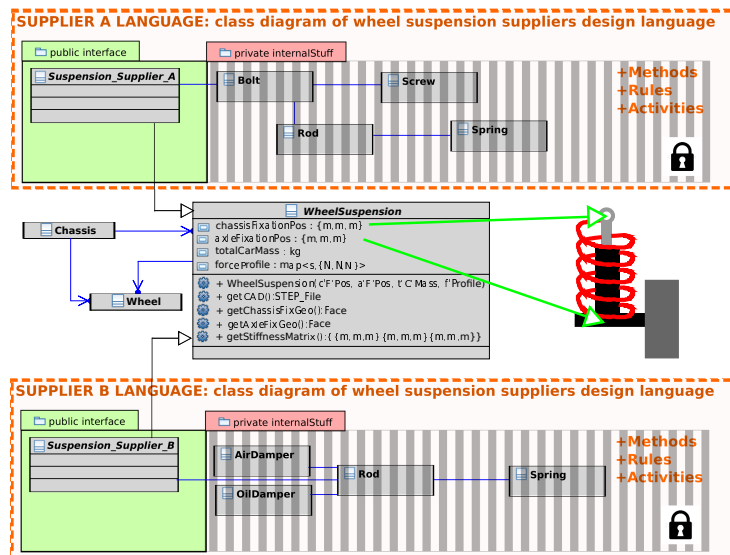 SUPPLIER A LANGUAGE: class diagram of wheel suspension suppliers design language
public interface
private internalStuff
Suspension_Supplier_A
Bolt
Screw
Rod
Spring
+Methods
+Rules
+Activities
WheelSuspension
chassisFixationPos : {m,m,m}
axleFixationPos : {m,m,m}
totalCarMass : kg
forceProfile : map<s,{N,N,N}>
+ WheelSuspension(c'F'Pos, a'F'Pos, t'C'Mass, f'Profile)
+ getCAD():STEP_File
+ getChassisFixGeo():Face
+ getAxleFixGeo():Face
+ getStiffnessMatrix():{{m,m,m}{m,m,m}{m,m,m}}
Chassis
Wheel
SUPPLIER B LANGUAGE: class diagram of wheel suspension suppliers design language
public interface
private internalStuff
Suspension_Supplier_B
AirDamper
OilDamper
Rod
Spring
+Methods
+Rules
+Activities